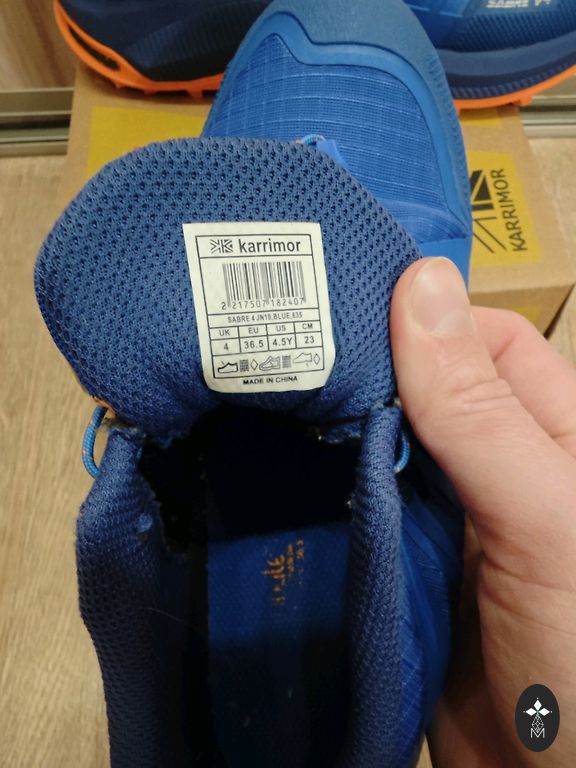 SABRE
karrimor
2 217507 182407
SABRE 4 JN10,BLUE,635
UK EU US CM
4 36.5 4.5Y 23
MADE IN CHINA
KARRIMOR